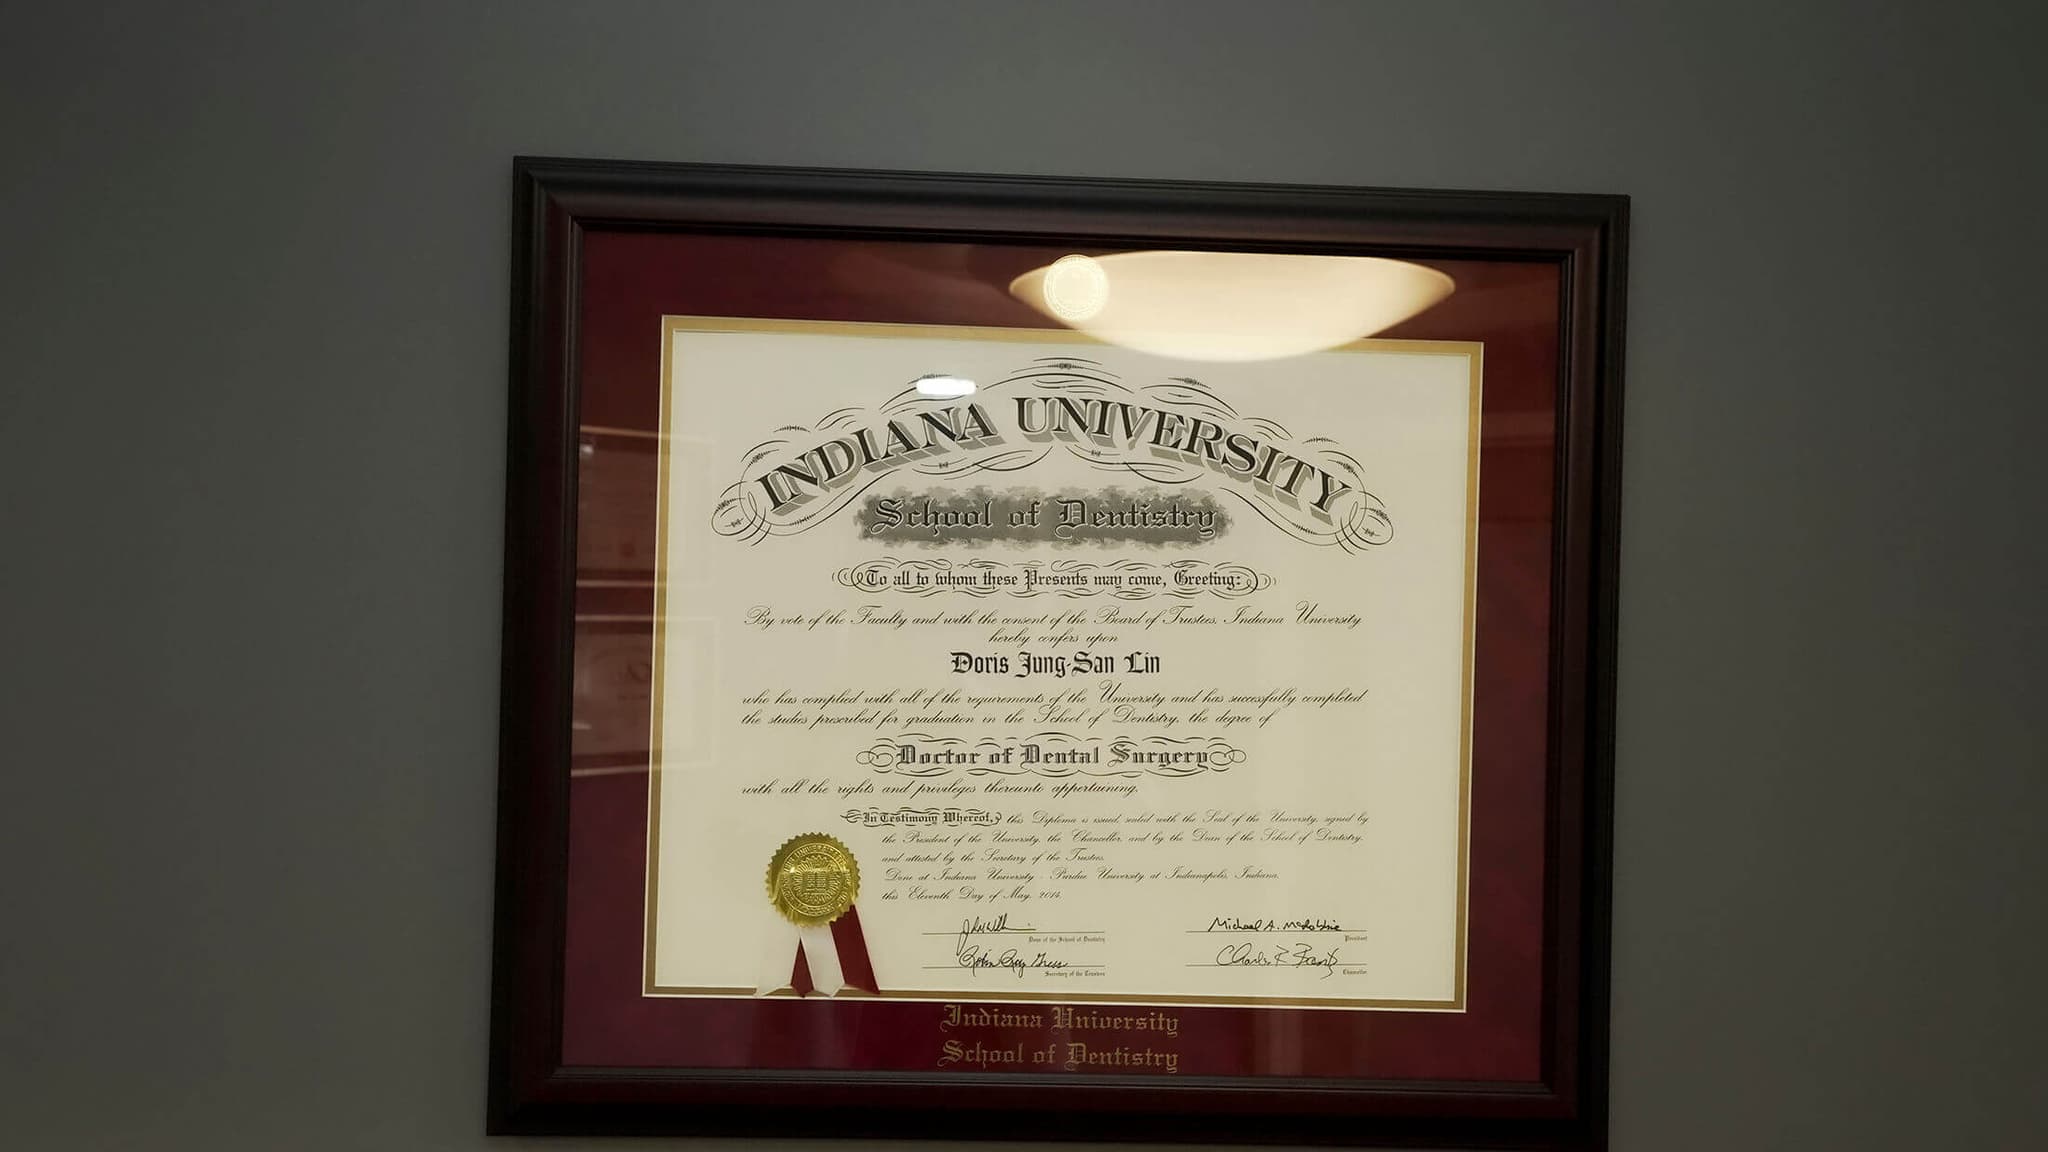 INDIANA UNIVERSITY
School of Dentistry
To all to whom these Presents may come, Greeting:
By vote of the Faculty and with the consent of the Board of Trustees, Indiana University
hereby confers upon
Doris Jung-San Lin
who has complied with all of the requirements of the University and has successfully completed
the studies prescribed for graduation in the School of Dentistry, the degree of
Doctor of Dental Surgery
with all the rights and privileges thereunto appertaining.
In Testimony Whereof, this Diploma is issued, sealed with the Seal of the University, signed by
the President of the University, the Chancellor, and by the Dean of the School of Dentistry,
and attested by the Secretary of the Trustees.
Done at Indiana University - Purdue University at Indianapolis, Indiana,
this Eleventh Day of May, 2014.
Michael A. McRobbie
Dean of the School of Dentistry
President
Secretary of the Trustees
Chancellor
Indiana University
School of Dentistry